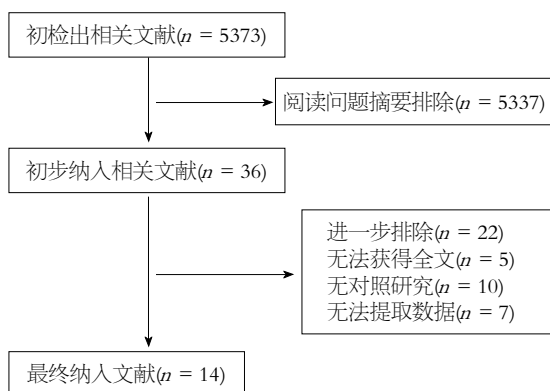 初检出相关文献(n = 5373)
阅读问题摘要排除(n = 5337)
初步纳入相关文献(n = 36)
进一步排除(n = 22)
无法获得全文(n = 5)
无对照研究(n = 10)
无法提取数据(n = 7)
最终纳入文献(n = 14)